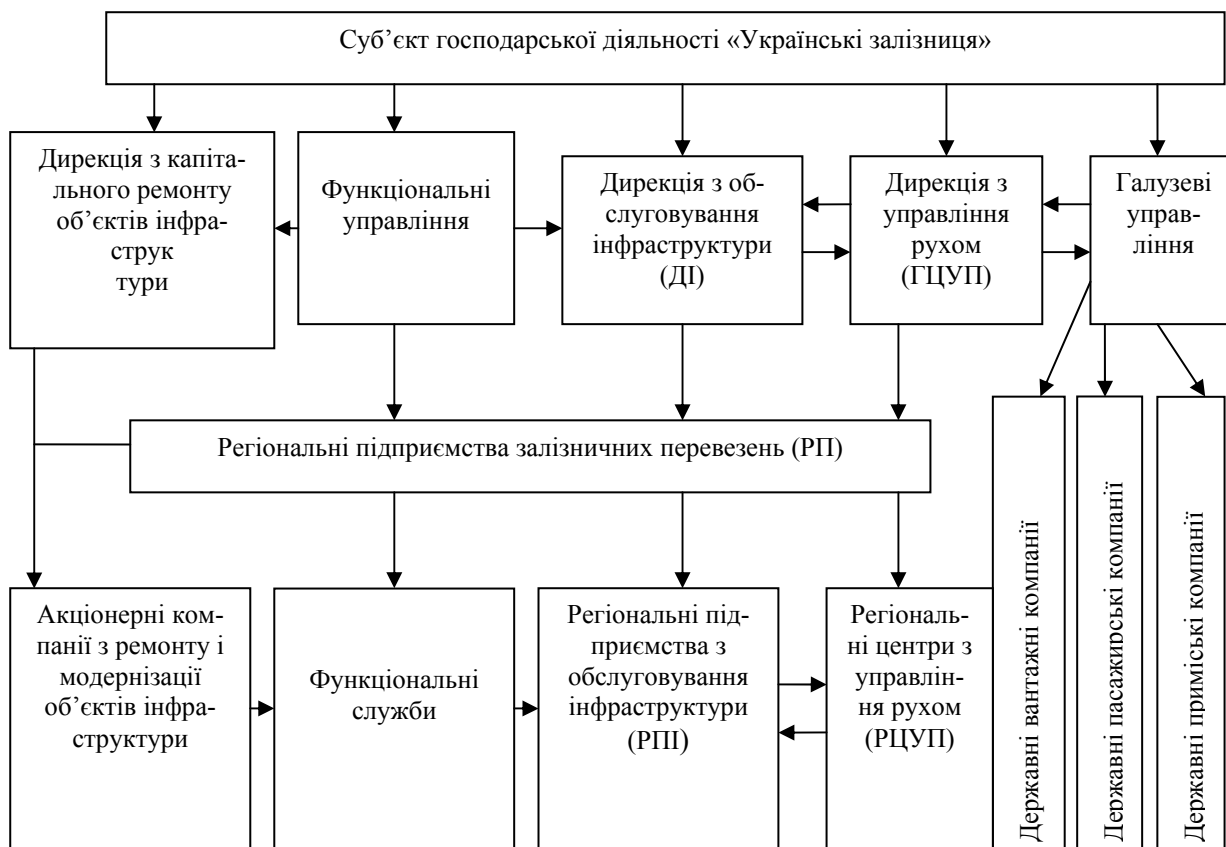 Суб’єкт господарської діяльності «Українські залізниця»
Дирекція з капіта-
льного ремонту
об’єктів інфра-
струк
тури
Функціональні
управління
Дирекція з об-
слуговування
інфраструктури
(ДІ)
Дирекція з
управління
рухом
(ГЦУП)
Галузеві
управ-
ління
Регіональні підприємства залізничних перевезень (РП)
Акціонерні ком-
панії з ремонту і
модернізації
об’єктів інфра-
структури
Функціональні
служби
Регіональні під-
приємства з
обслуговування
інфраструктури
(РПІ)
Регіональ-
ні центри з
управлін-
ня рухом
(РЦУП)
Державні вантажні компанії
Державні пасажирські компанії
Державні приміські компанії